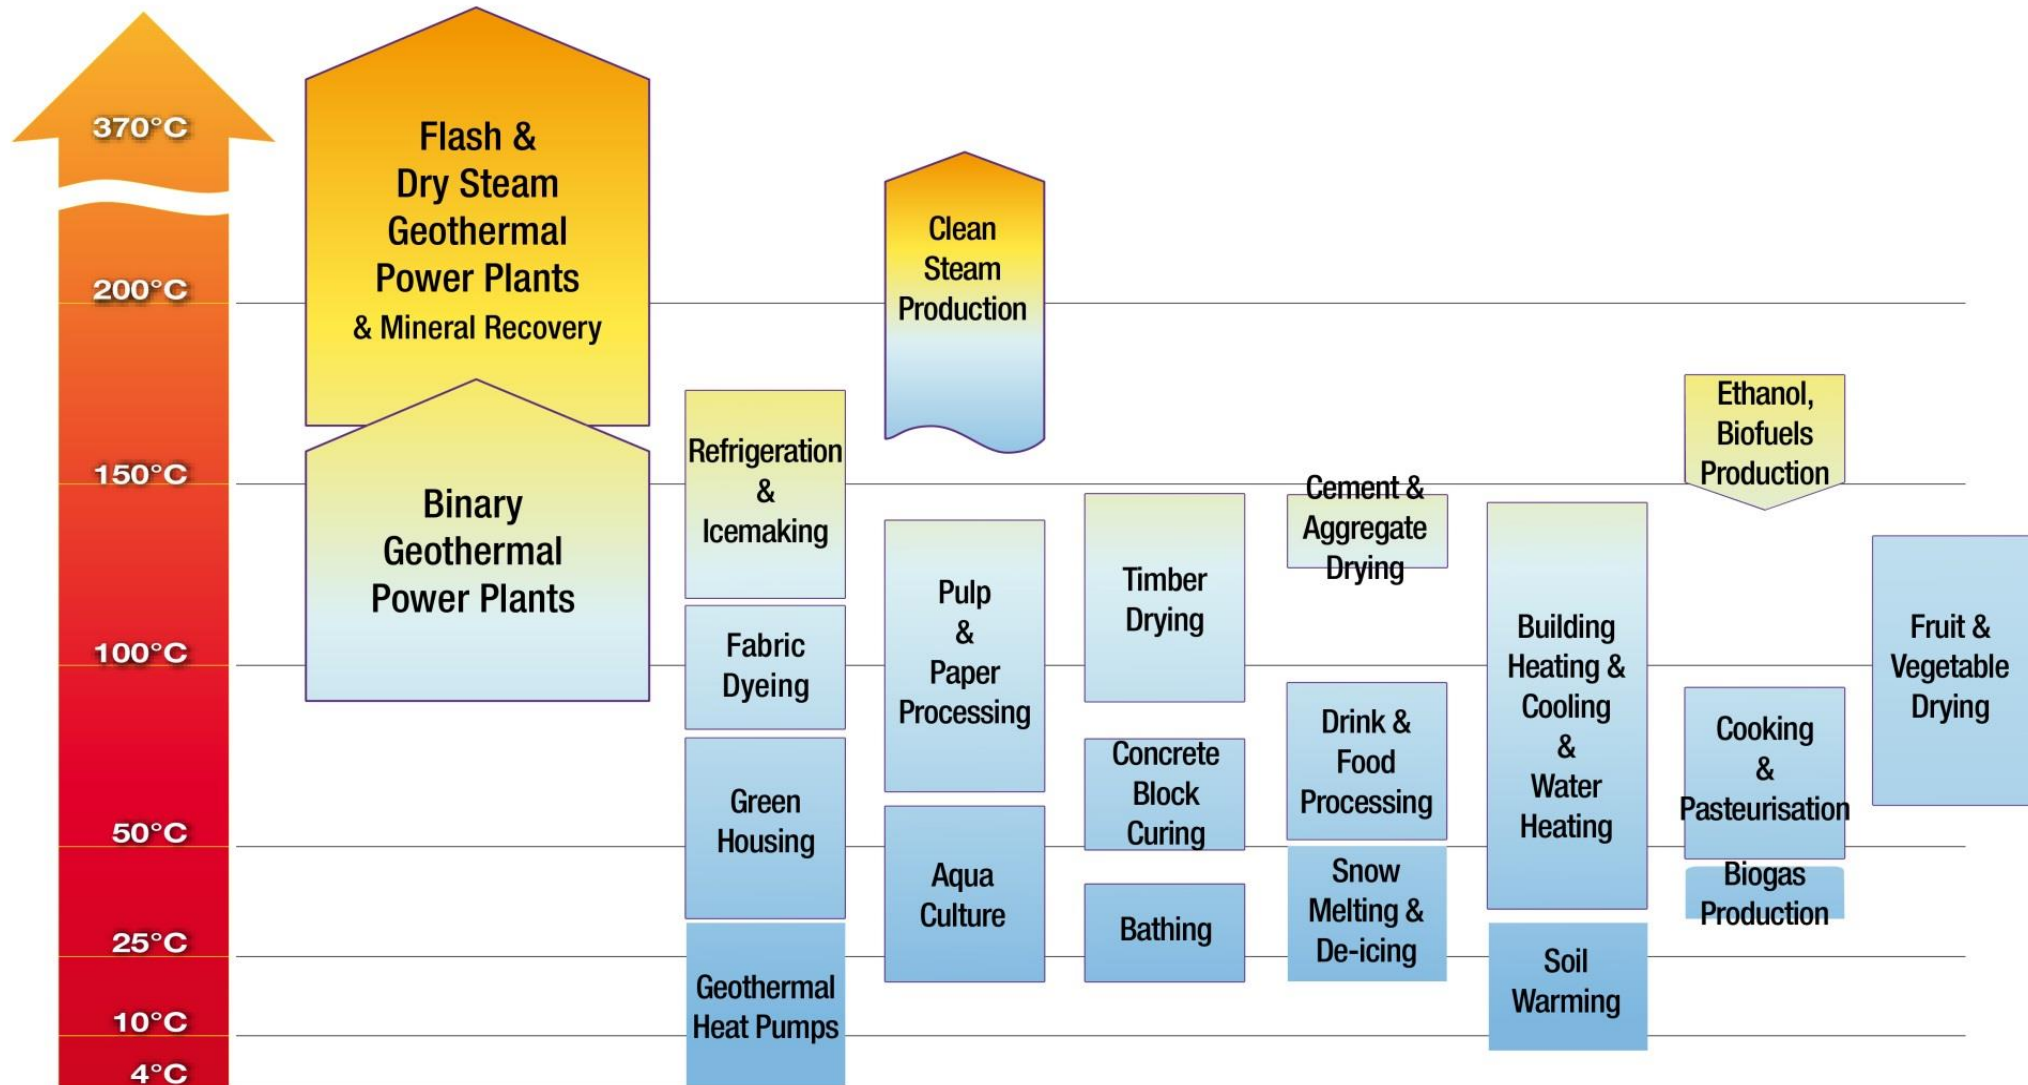 370°C
200°C
150°C
100°C
50°C
25°C
10°C
4°C
Flash &
Dry Steam
Geothermal
Power Plants
& Mineral Recovery
Binary
Geothermal
Power Plants
Refrigeration
&
Icemaking
Fabric
Dyeing
Green
Housing
Geothermal
Heat Pumps
Clean
Steam
Production
Pulp
&
Paper
Processing
Aqua
Culture
Timber
Drying
Concrete
Block
Curing
Bathing
Cement &
Aggregate
Drying
Drink &
Food
Processing
Snow
Melting &
De-icing
Building
Heating &
Cooling
&
Water
Heating
Soil
Warming
Ethanol,
Biofuels
Production
Cooking
&
Pasteurisation
Biogas
Production
Fruit &
Vegetable
Drying